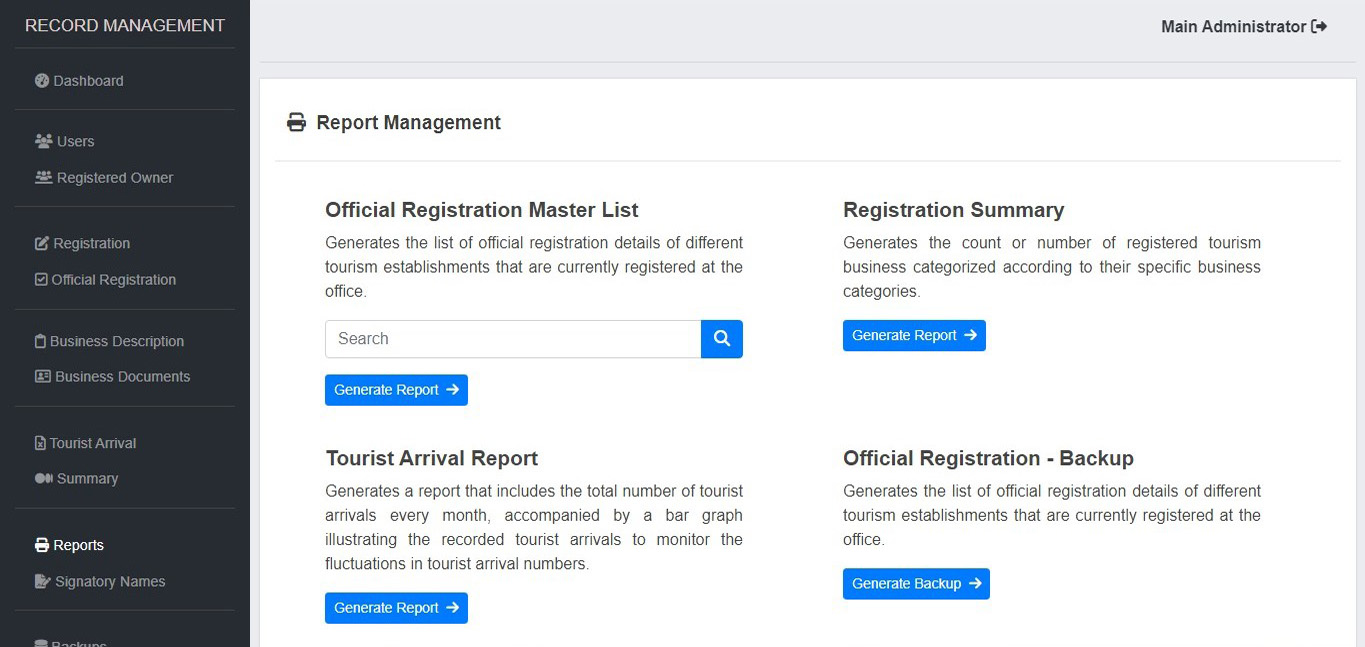 RECORD MANAGEMENT
Main Administrator
Dashboard
Users
Registered Owner
Registration
Official Registration
Business Description
Business Documents
Tourist Arrival
Summary
Reports
Signatory Names
Backups
Report Management
Official Registration Master List
Generates the list of official registration details of different
tourism establishments that are currently registered at the
office.
Search
Generate Report
Registration Summary
Generates the count or number of registered tourism
business categorized according to their specific business
categories.
Generate Report
Tourist Arrival Report
Generates a report that includes the total number of tourist
arrivals every month, accompanied by a bar graph
illustrating the recorded tourist arrivals to monitor the
fluctuations in tourist arrival numbers.
Generate Report
Official Registration - Backup
Generates the list of official registration details of different
tourism establishments that are currently registered at the
office.
Generate Backup